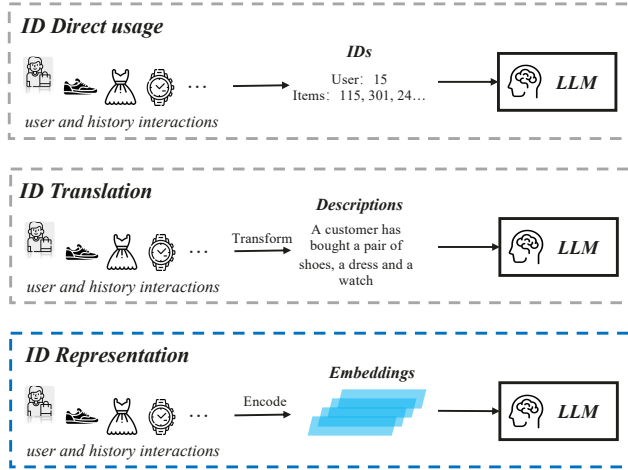 ID Direct usage
IDs
User: 15
Items: 115, 301, 24…
LLM
…
user and history interactions
ID Translation
Descriptions
A customer has
bought a pair of
shoes, a dress and a
watch
Transform
LLM
…
user and history interactions
ID Representation
Embeddings
Encode
LLM
…
user and history interactions